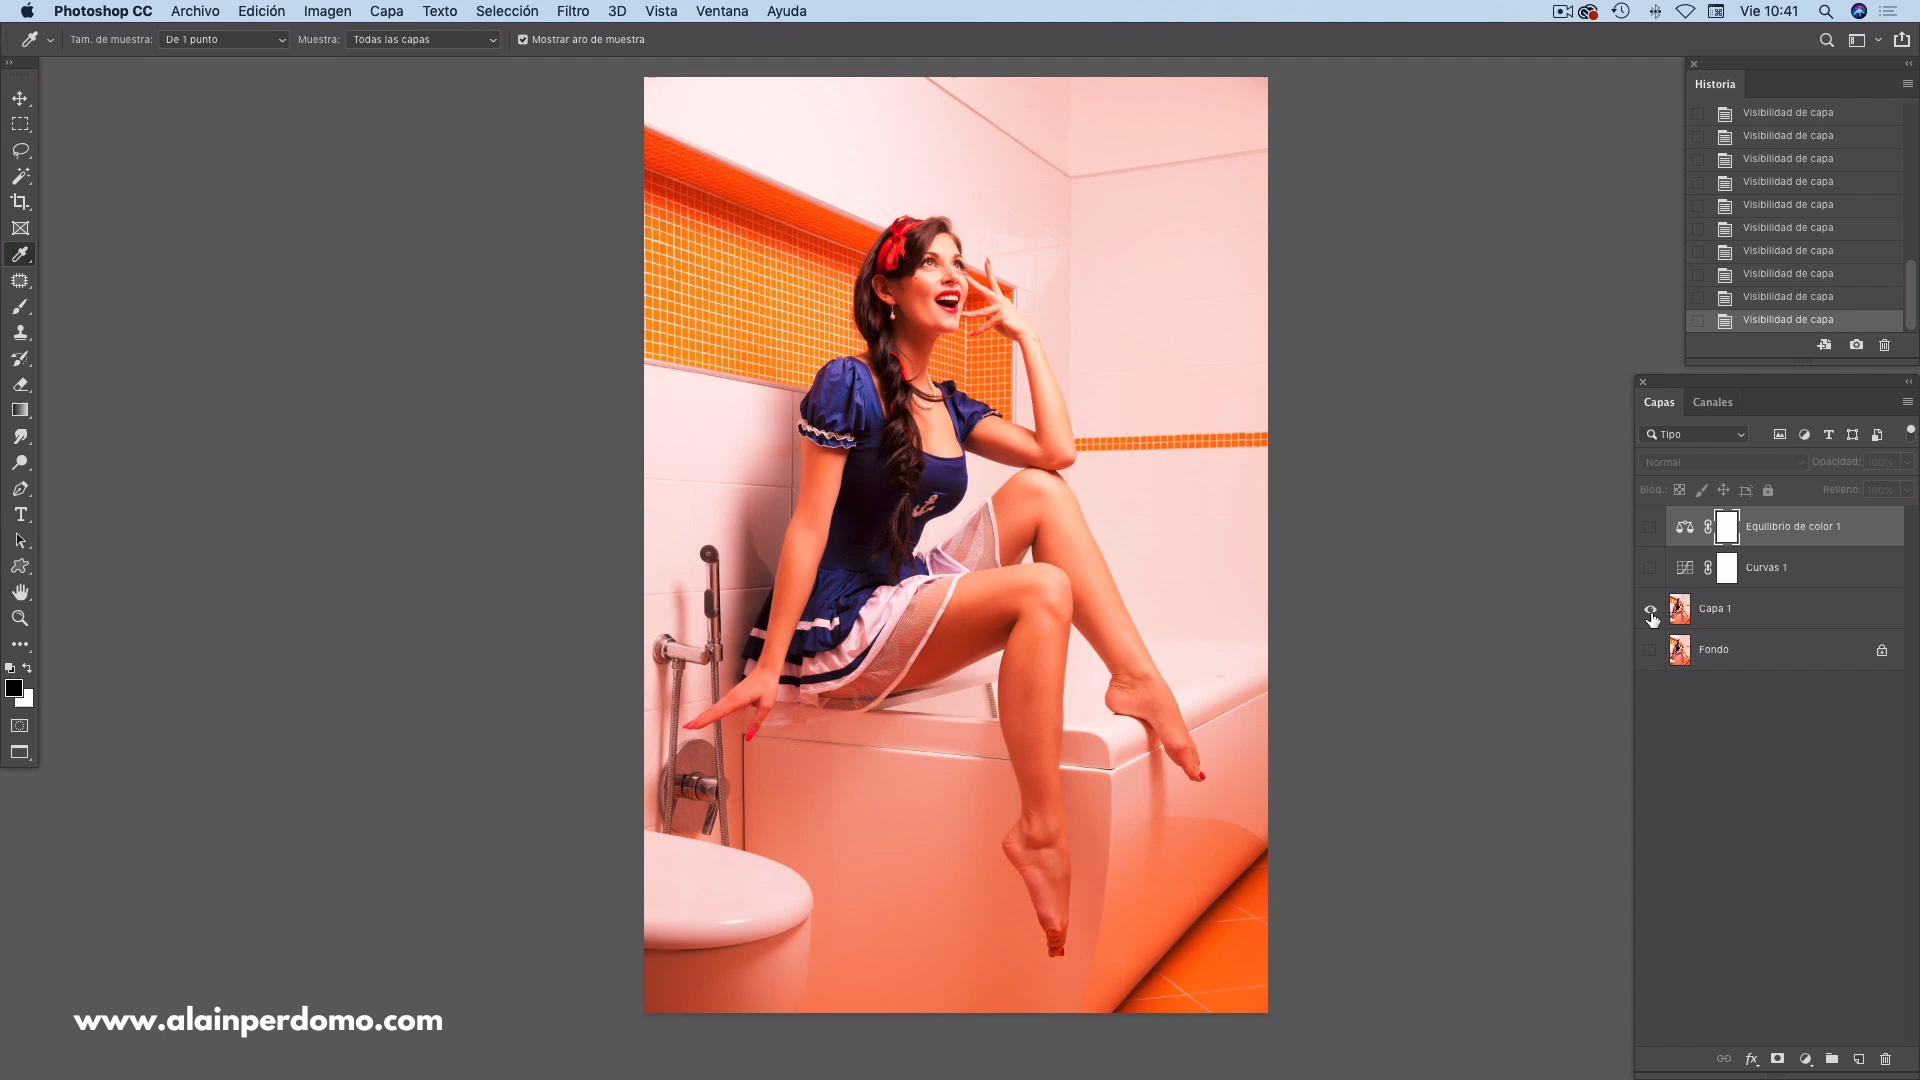 Photoshop CC Archivo Edición Imagen Capa Texto Selección Filtro 3D Vista Ventana Ayuda Vie 10:41
Tam. de muestra: De 1 punto Muestra: Todas las capas Mostrar aro de muestra
Historia
Visibilidad de capa
Visibilidad de capa
Visibilidad de capa
Visibilidad de capa
Visibilidad de capa
Visibilidad de capa
Visibilidad de capa
Visibilidad de capa
Visibilidad de capa
Visibilidad de capa
Capas Canales
Tipo
Normal Opacidad: 100%
Bloq.: Relleno: 100%
Equilibrio de color 1
Curvas 1
Capa 1
Fondo
www.alainperdomo.com